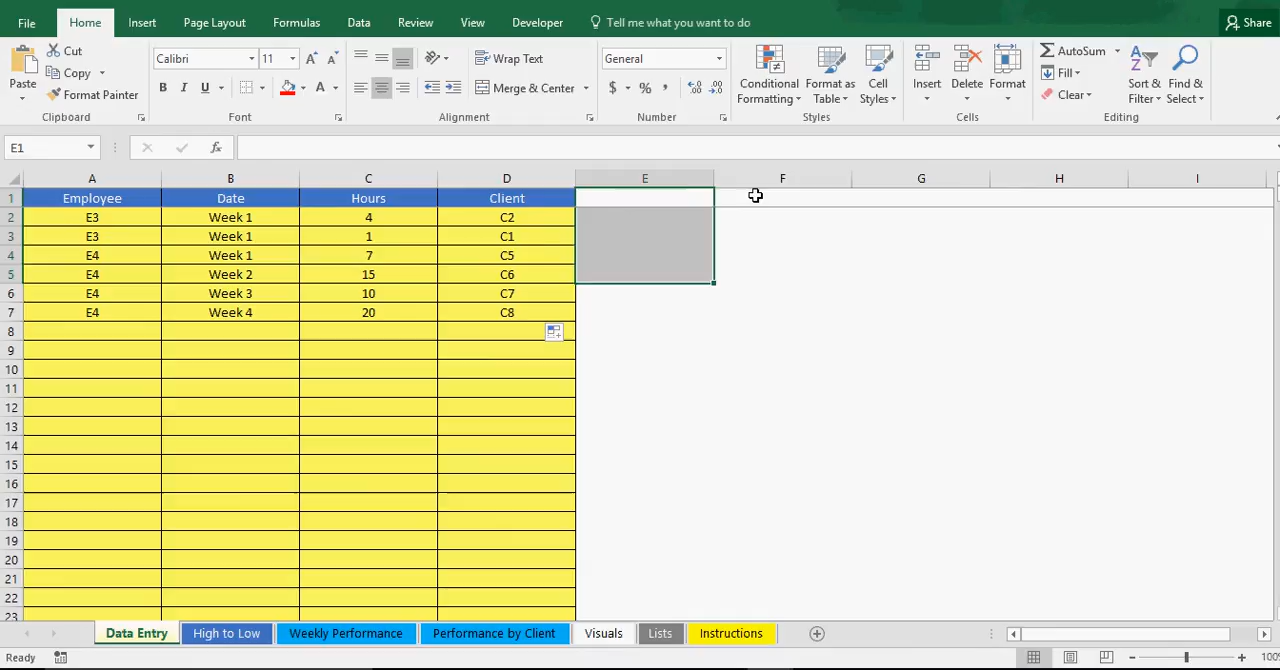 File Home Insert Page Layout Formulas Data Review View Developer Tell me what you want to do Share
Paste
Cut
Copy
Format Painter
Clipboard
Calibri 11
B I U
Font
Wrap Text
Merge & Center
Alignment
General
$ % ,
Number
Conditional Formatting
Format as Table
Cell Styles
Styles
Insert Delete Format
Cells
AutoSum
Fill
Clear
Sort & Filter
Find & Select
Editing
E1 fx
A B C D E F G H I
1 Employee Date Hours Client
2 E3 Week 1 4 C2
3 E3 Week 1 1 C1
4 E4 Week 1 7 C5
5 E4 Week 2 15 C6
6 E4 Week 3 10 C7
7 E4 Week 4 20 C8
8
9
10
11
12
13
14
15
16
17
18
19
20
21
22
23
Data Entry High to Low Weekly Performance Performance by Client Visuals Lists Instructions
Ready 100%